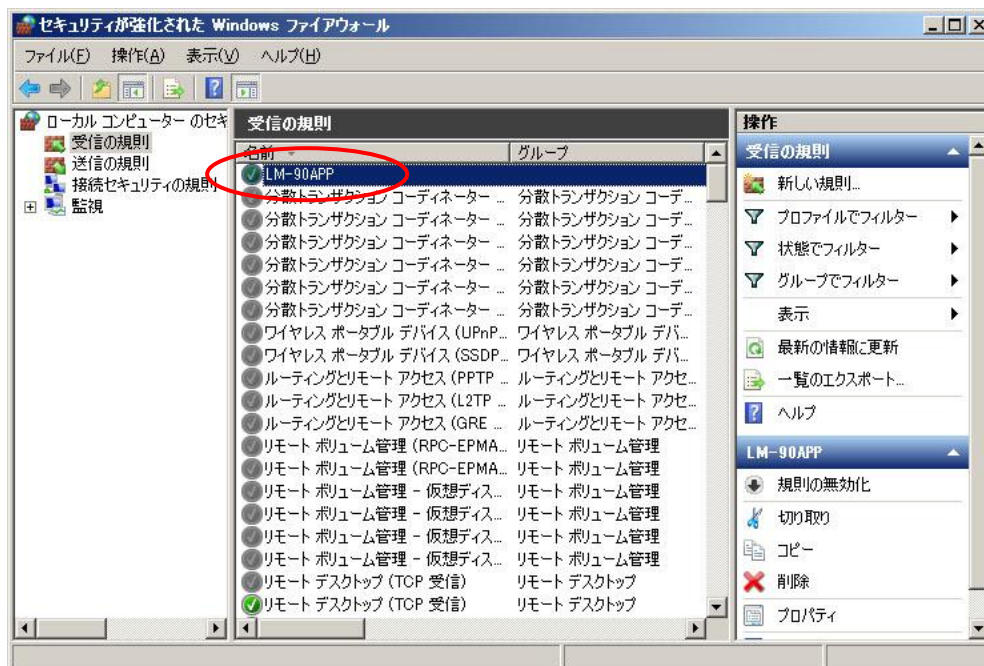 セキュリティが強化された Windows ファイアウォール
ファイル(F) 操作(A) 表示(V) ヘルプ(H)
ローカル コンピューター のセキ
受信の規則
送信の規則
接続セキュリティの規則
監視
受信の規則
名前 グループ
LM-90APP
分散トランザクション コーディネーター ... 分散トランザクション コーデ...
分散トランザクション コーディネーター ... 分散トランザクション コーデ...
分散トランザクション コーディネーター ... 分散トランザクション コーデ...
分散トランザクション コーディネーター ... 分散トランザクション コーデ...
分散トランザクション コーディネーター ... 分散トランザクション コーデ...
分散トランザクション コーディネーター ... 分散トランザクション コーデ...
ワイヤレス ポータブル デバイス (UPnP... ワイヤレス ポータブル デバ...
ワイヤレス ポータブル デバイス (SSDP... ワイヤレス ポータブル デバ...
ルーティングとリモート アクセス (PPTP ... ルーティングとリモート アクセ...
ルーティングとリモート アクセス (L2TP ... ルーティングとリモート アクセ...
ルーティングとリモート アクセス (GRE ... ルーティングとリモート アクセ...
リモート ボリューム管理 (RPC-EPMA... リモート ボリューム管理
リモート ボリューム管理 (RPC-EPMA... リモート ボリューム管理
リモート ボリューム管理 - 仮想ディス... リモート ボリューム管理
リモート ボリューム管理 - 仮想ディス... リモート ボリューム管理
リモート ボリューム管理 - 仮想ディス... リモート ボリューム管理
リモート ボリューム管理 - 仮想ディス... リモート ボリューム管理
リモート デスクトップ (TCP 受信) リモート デスクトップ
リモート デスクトップ (TCP 受信) リモート デスクトップ
操作
受信の規則
新しい規則...
プロファイルでフィルター
状態でフィルター
グループでフィルター
表示
最新の情報に更新
一覧のエクスポート...
ヘルプ
LM-90APP
規則の無効化
切り取り
コピー
削除
プロパティ